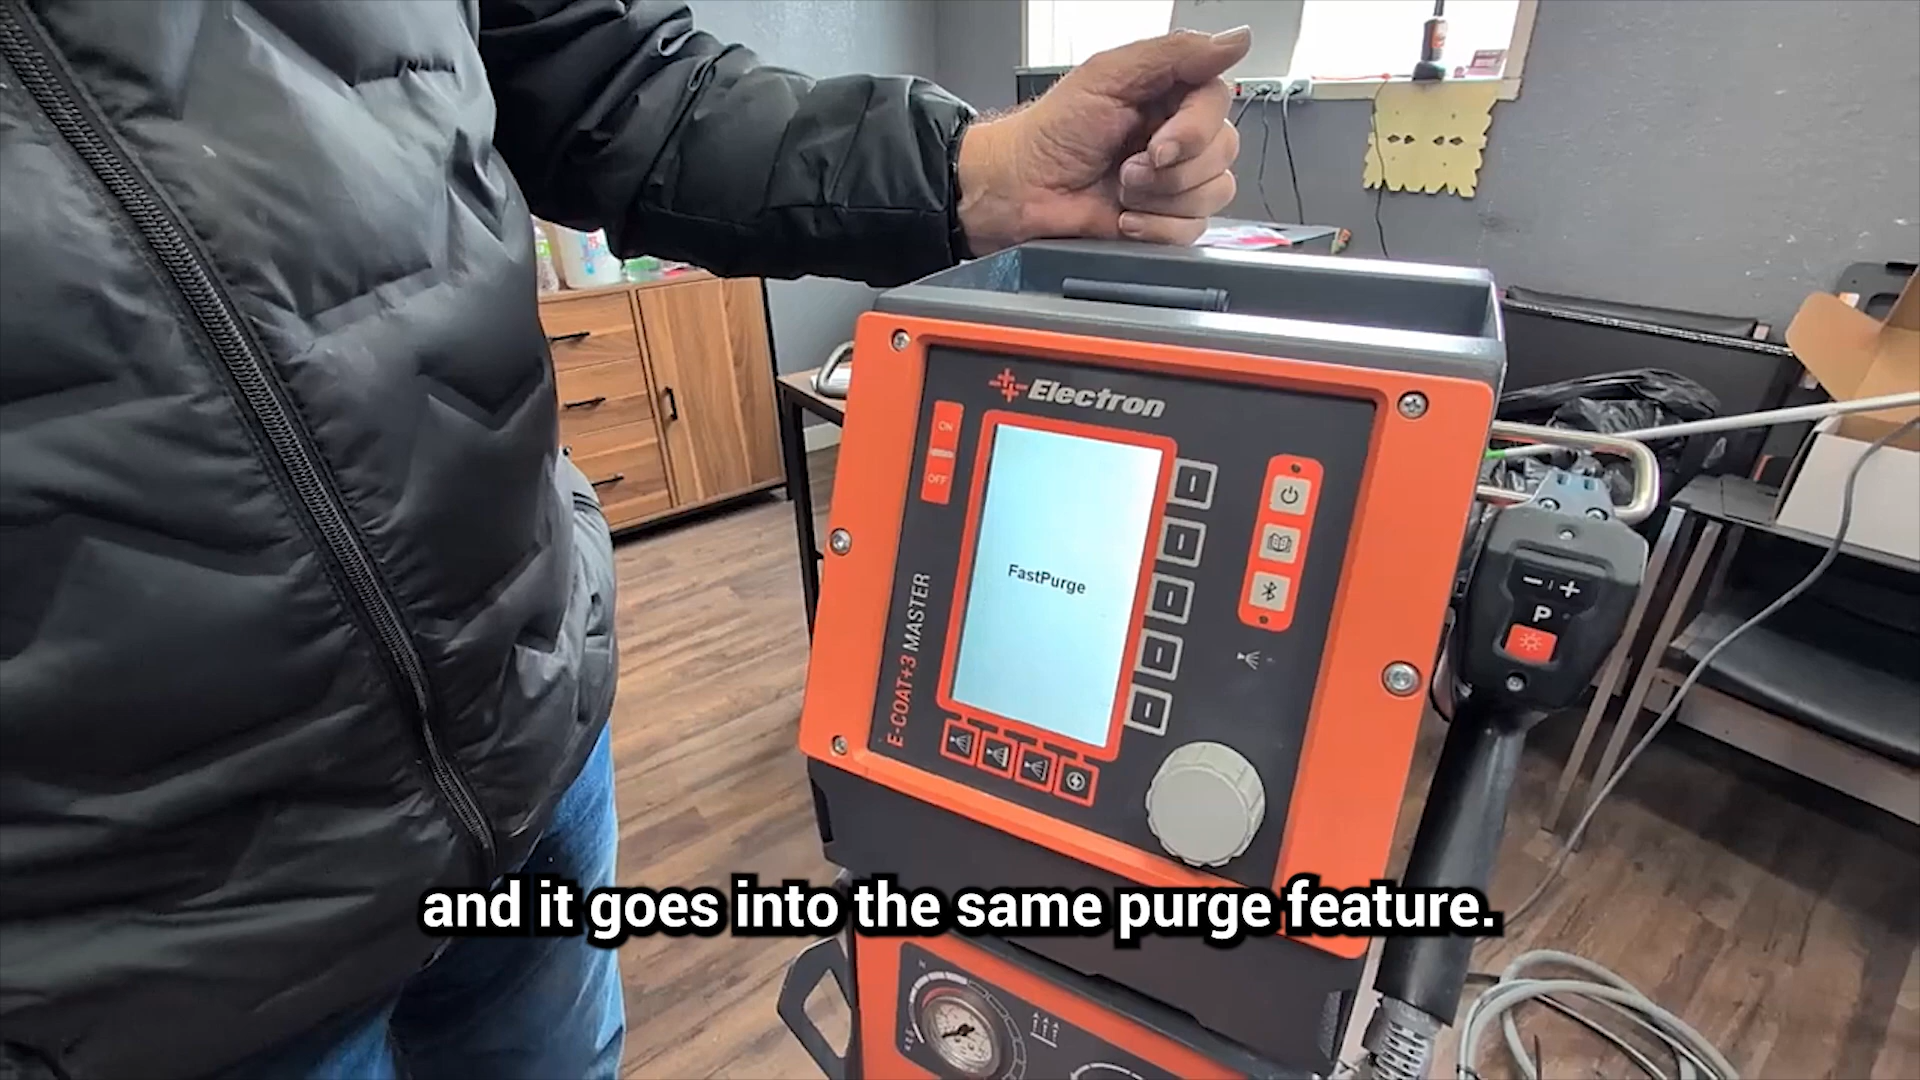 Electron
ON
OFF
FastPurge
E-COAT+3 MASTER
- +
P
and it goes into the same purge feature.